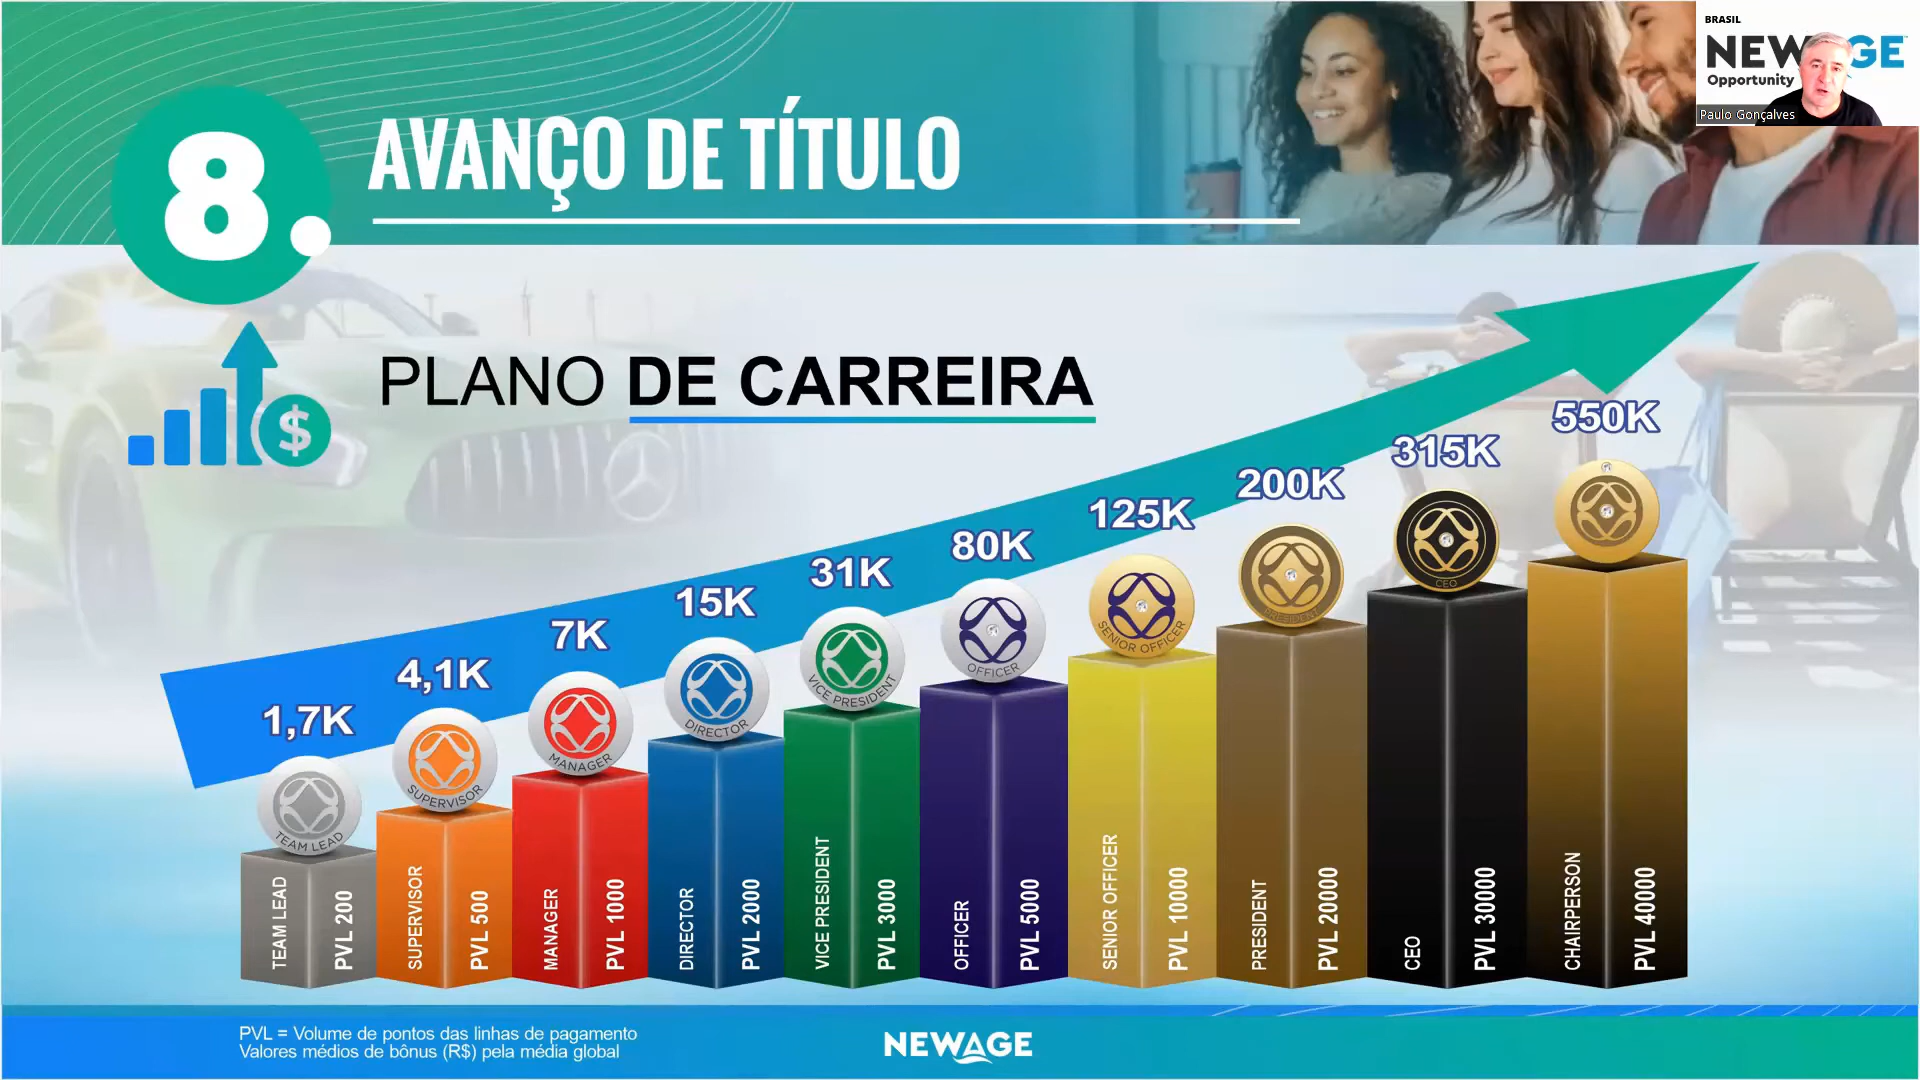 BRASIL
NEWAGE
Opportunity
Paulo Gonçalves
8.
AVANÇO DE TÍTULO
$
PLANO DE CARREIRA
1,7K
4,1K
7K
15K
31K
80K
125K
200K
315K
550K
TEAM LEAD
SUPERVISOR
MANAGER
DIRECTOR
VICE PRESIDENT
OFFICER
SENIOR OFFICER
PRESIDENT
CEO
TEAM LEAD
PVL 200
SUPERVISOR
PVL 500
MANAGER
PVL 1000
DIRECTOR
PVL 2000
VICE PRESIDENT
PVL 3000
OFFICER
PVL 5000
SENIOR OFFICER
PVL 10000
PRESIDENT
PVL 20000
CEO
PVL 30000
CHAIRPERSON
PVL 40000
PVL = Volume de pontos das linhas de pagamento
Valores médios de bônus (R$) pela média global
NEWAGE